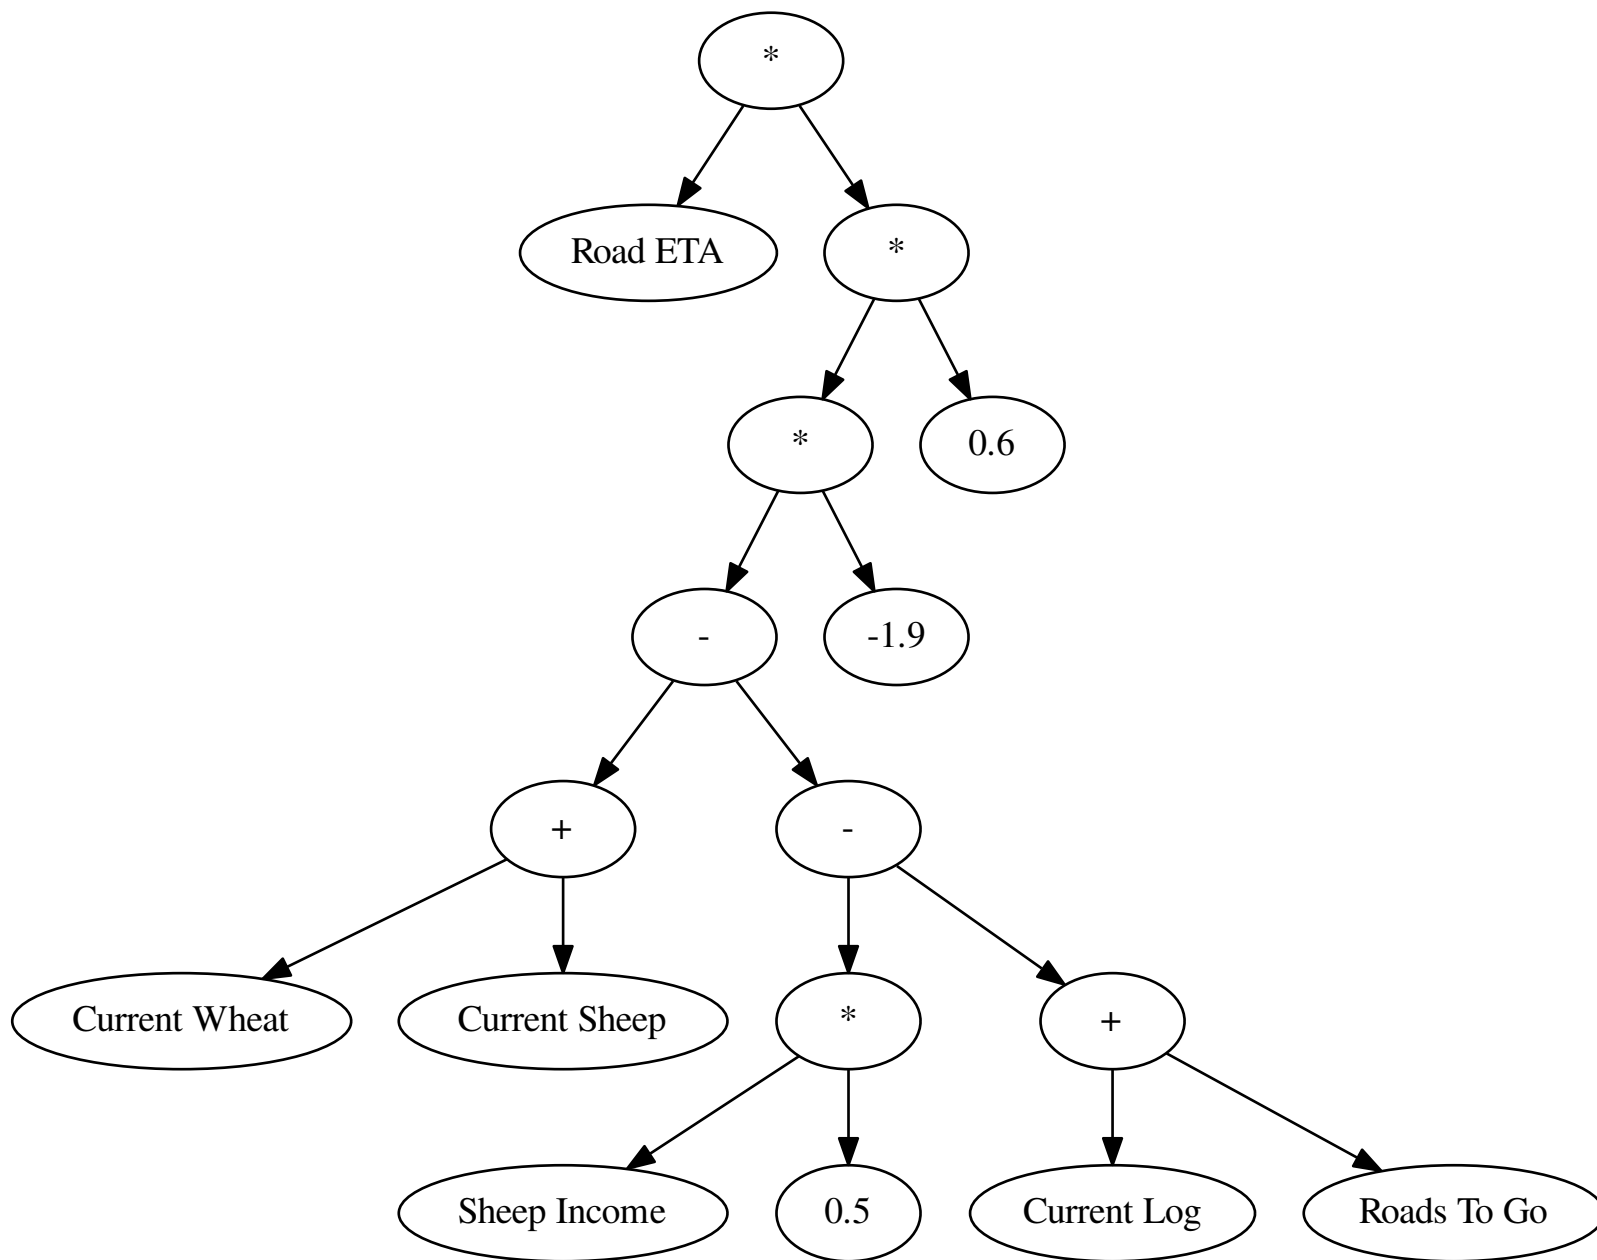 *
Road ETA
*
*
0.6
-
-1.9
+
-
Current Wheat
Current Sheep
*
+
Sheep Income
0.5
Current Log
Roads To Go